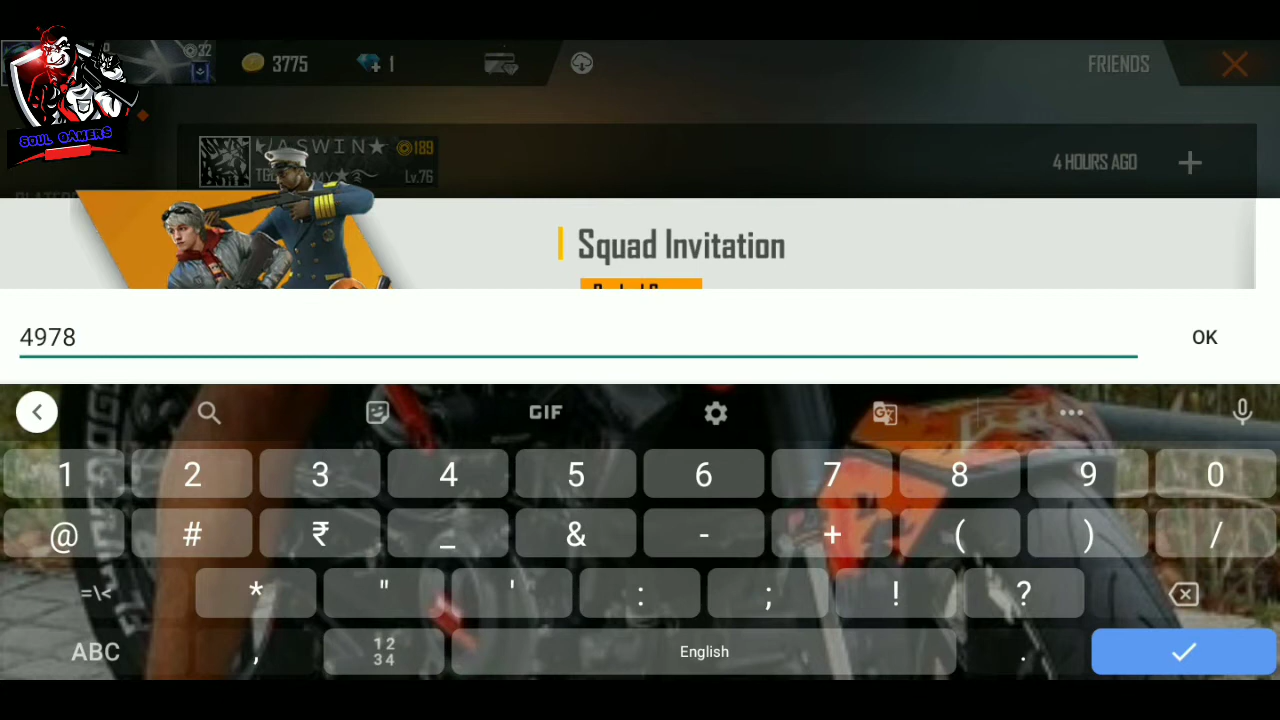 32
3775
1
FRIENDS
SOUL GAMERS
ASWIN★
189
4 HOURS AGO
Lv.76
Squad Invitation
4978
OK
GIF
1 2 3 4 5 6 7 8 9 0
@ # ₹ _ & - + ( ) /
=\< * " ' : ; ! ?
ABC , 12 34 English .